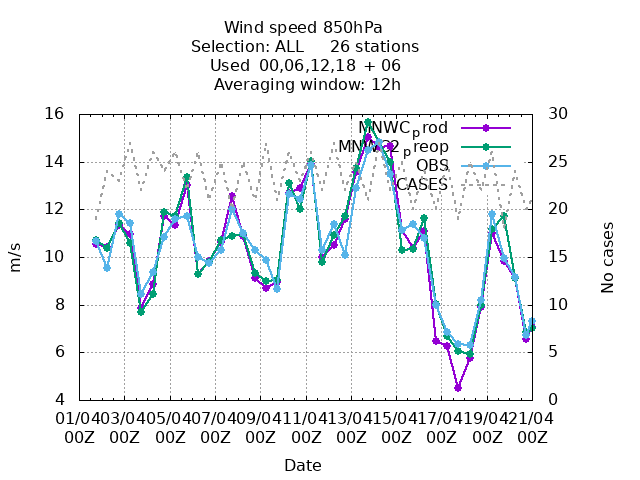 Wind speed 850hPa
Selection: ALL 26 stations
Used 00,06,12,18 + 06
Averaging window: 12h
16 30
MNWC_prod
MNWC2_preop
14 25
OBS
CASES
12 20
10 15
8 10
6 5
4 0
m/s
No cases
01/04 03/04 05/04 07/04 09/04 11/04 13/04 15/04 17/04 19/04 21/04
00Z 00Z 00Z 00Z 00Z 00Z 00Z 00Z 00Z 00Z 00Z
Date